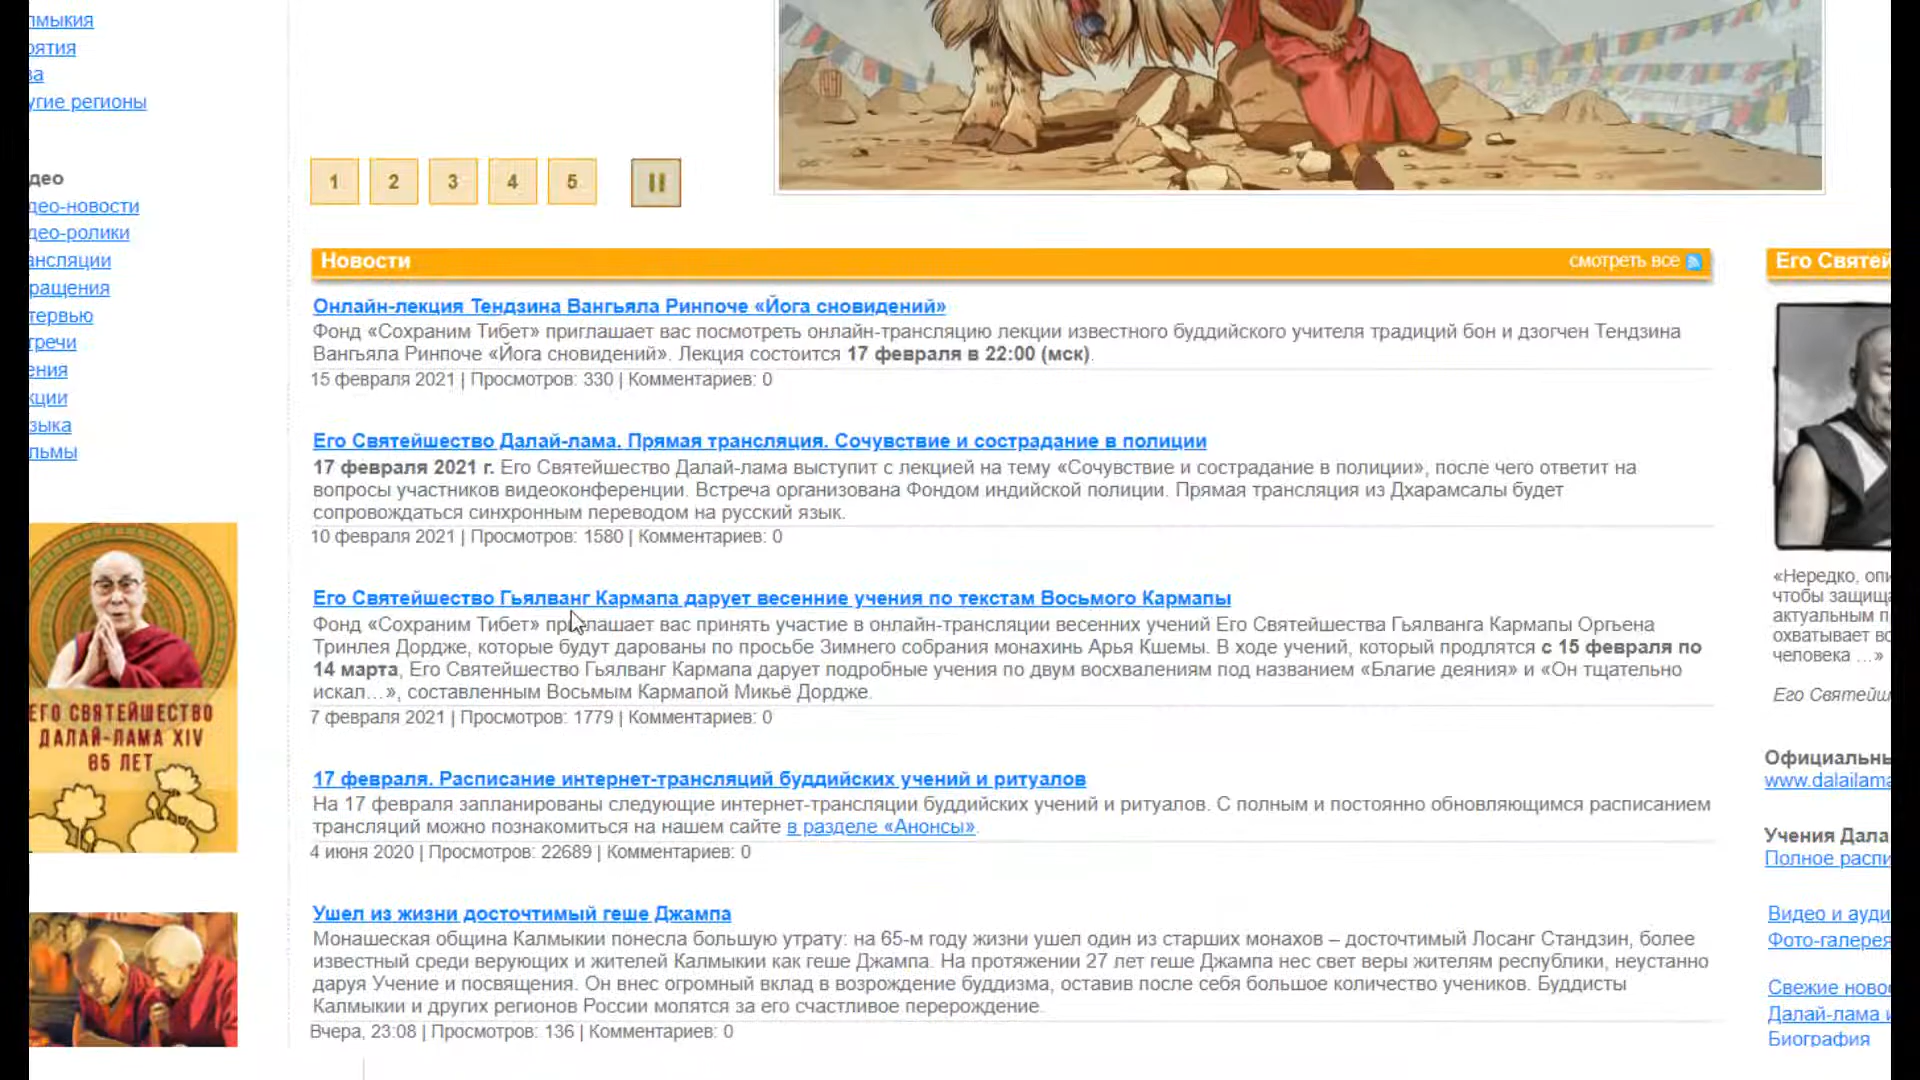 лмыкия
рятия
ва
угие регионы
део
део-новости
део-ролики
ансляции
ращения
тервью
тречи
ения
кции
зыка
льмы
ЕГО СВЯТЕЙШЕСТВО
ДАЛАЙ-ЛАМА XIV
85 ЛЕТ
1 2 3 4 5
Новости
смотреть все
Онлайн-лекция Тендзина Вангьяла Ринпоче «Йога сновидений»
Фонд «Сохраним Тибет» приглашает вас посмотреть онлайн-трансляцию лекции известного буддийского учителя традиций бон и дзогчен Тендзина
Вангьяла Ринпоче «Йога сновидений». Лекция состоится 17 февраля в 22:00 (мск).
15 февраля 2021 | Просмотров: 330 | Комментариев: 0
Его Святейшество Далай-лама. Прямая трансляция. Сочувствие и сострадание в полиции
17 февраля 2021 г. Его Святейшество Далай-лама выступит с лекцией на тему «Сочувствие и сострадание в полиции», после чего ответит на
вопросы участников видеоконференции. Встреча организована Фондом индийской полиции. Прямая трансляция из Дхарамсалы будет
сопровождаться синхронным переводом на русский язык.
10 февраля 2021 | Просмотров: 1580 | Комментариев: 0
Его Святейшество Гьялванг Кармапа дарует весенние учения по текстам Восьмого Кармапы
Фонд «Сохраним Тибет» приглашает вас принять участие в онлайн-трансляции весенних учений Его Святейшества Гьялванга Кармапы Оргьена
Тринлея Дордже, которые будут дарованы по просьбе Зимнего собрания монахинь Арья Кшемы. В ходе учений, который продлятся с 15 февраля по
14 марта, Его Святейшество Гьялванг Кармапа дарует подробные учения по двум восхвалениям под названием «Благие деяния» и «Он тщательно
искал...», составленным Восьмым Кармапой Микьё Дордже.
7 февраля 2021 | Просмотров: 1779 | Комментариев: 0
17 февраля. Расписание интернет-трансляций буддийских учений и ритуалов
На 17 февраля запланированы следующие интернет-трансляции буддийских учений и ритуалов. С полным и постоянно обновляющимся расписанием
трансляций можно познакомиться на нашем сайте в разделе «Анонсы».
4 июня 2020 | Просмотров: 22689 | Комментариев: 0
Ушел из жизни досточтимый геше Джампа
Монашеская община Калмыкии понесла большую утрату: на 65-м году жизни ушел один из старших монахов – досточтимый Лосанг Стандзин, более
известный среди верующих и жителей Калмыкии как геше Джампа. На протяжении 27 лет геше Джампа нес свет веры жителям республики, неустанно
даруя Учение и посвящения. Он внес огромный вклад в возрождение буддизма, оставив после себя большое количество учеников. Буддисты
Калмыкии и других регионов России молятся за его счастливое перерождение.
Вчера, 23:08 | Просмотров: 136 | Комментариев: 0
Его Святей
«Нередко, опи
чтобы защища
актуальным п
охватывает вс
человека ...»
Его Святейш
Официальны
www.dalailama
Учения Дала
Полное распи
Видео и ауди
Фото-галерея
Свежие ново
Далай-лама и
Биография